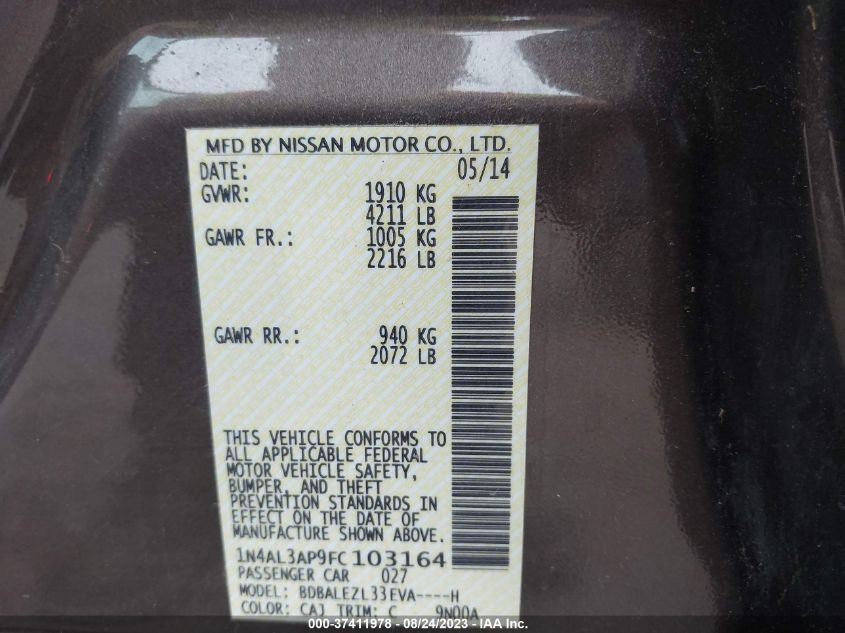 MFD BY NISSAN MOTOR CO., LTD.
DATE: 05/14
GVWR: 1910 KG
4211 LB
GAWR FR.: 1005 KG
2216 LB
GAWR RR.: 940 KG
2072 LB
THIS VEHICLE CONFORMS TO
ALL APPLICABLE FEDERAL
MOTOR VEHICLE SAFETY,
BUMPER, AND THEFT
PREVENTION STANDARDS IN
EFFECT ON THE DATE OF
MANUFACTURE SHOWN ABOVE.
1N4AL3AP9FC103164
PASSENGER CAR 027
MODEL: BDBALEZL33EVA----H
COLOR: CAJ TRIM: C 9N00A
000-37411978 - 08/24/2023 - IAA Inc.